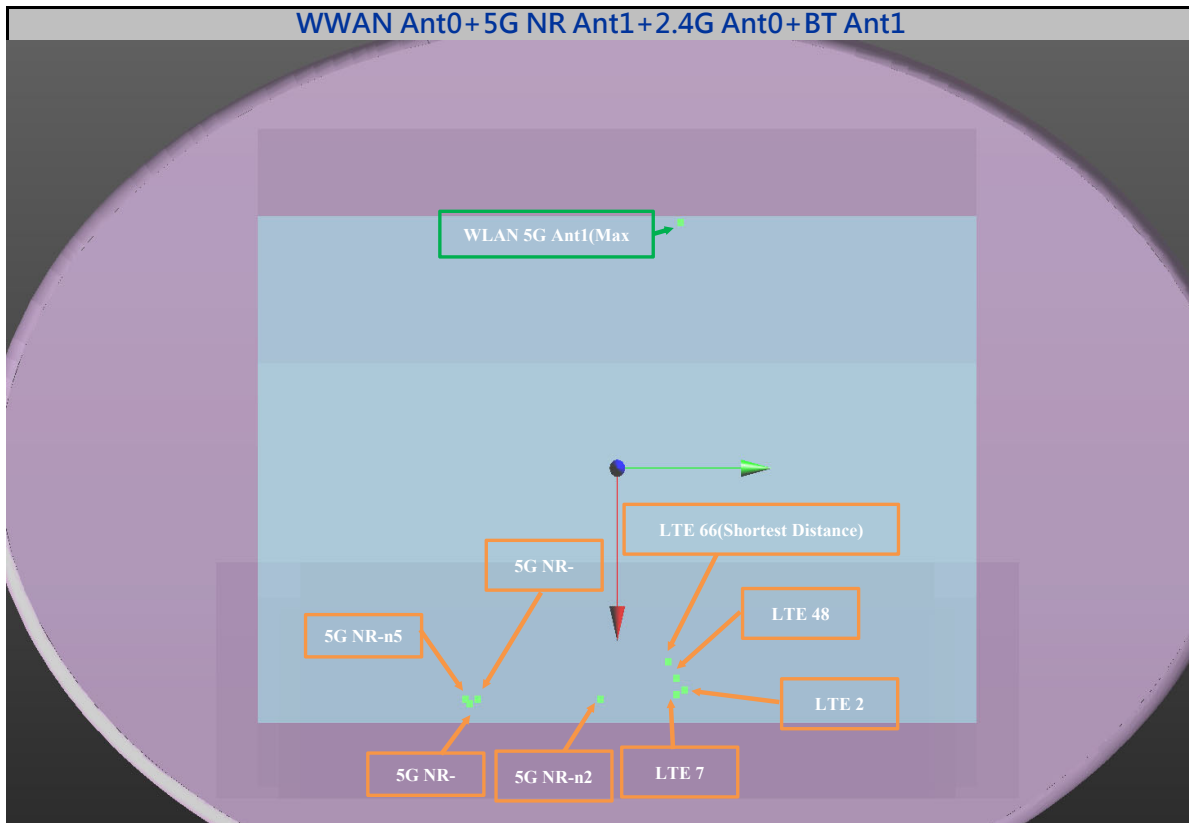 WWAN Ant0+5G NR Ant1+2.4G Ant0+BT Ant1
WLAN 5G Ant1(Max
LTE 66(Shortest Distance)
5G NR-
LTE 48
5G NR-n5
LTE 2
5G NR-
5G NR-n2
LTE 7